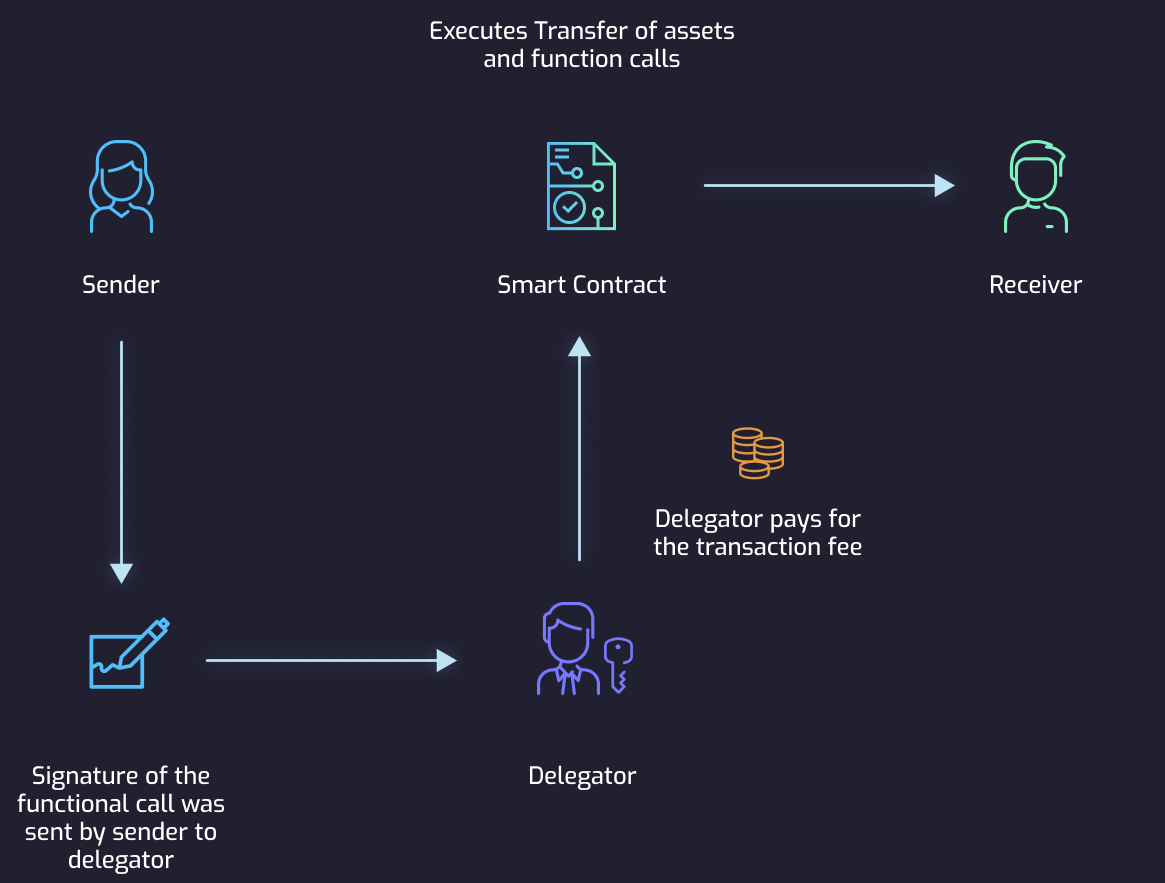 Executes Transfer of assets
and function calls
Sender
Smart Contract
Receiver
Delegator pays for
the transaction fee
Signature of the
functional call was
sent by sender to
delegator
Delegator